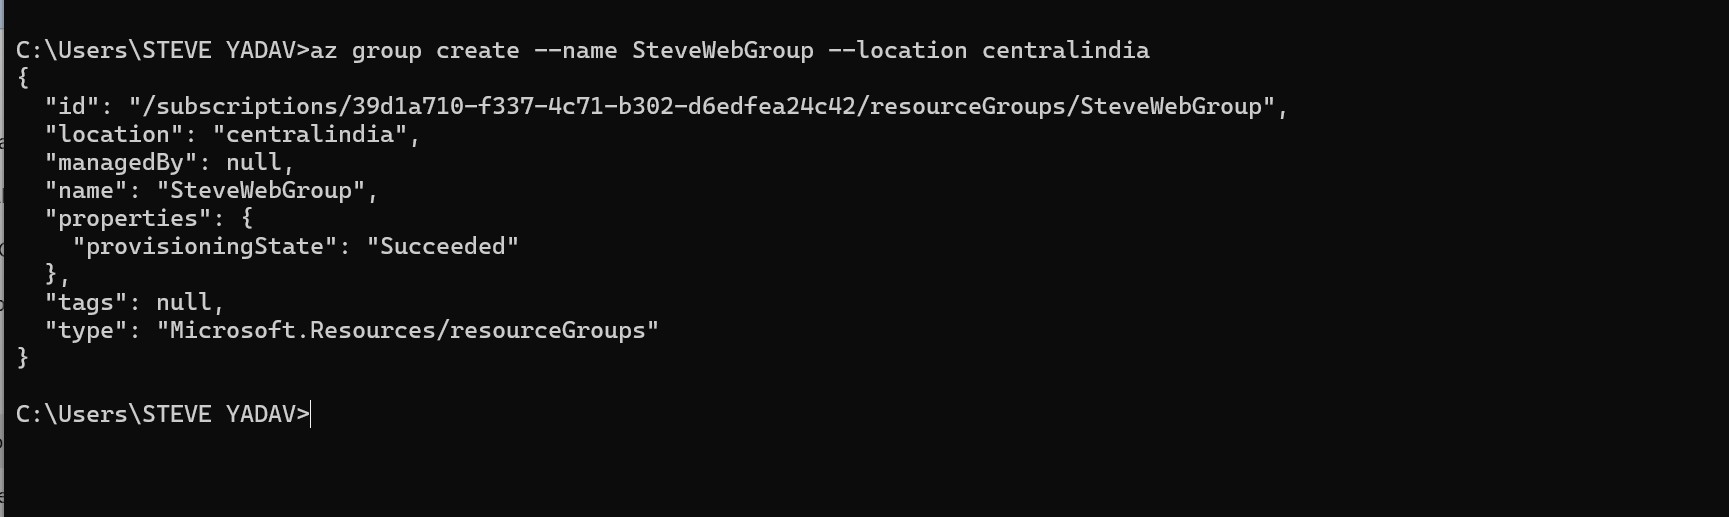 C:\Users\STEVE YADAV>az group create --name SteveWebGroup --location centralindia
{
  "id": "/subscriptions/39d1a710-f337-4c71-b302-d6edfea24c42/resourceGroups/SteveWebGroup",
  "location": "centralindia",
  "managedBy": null,
  "name": "SteveWebGroup",
  "properties": {
    "provisioningState": "Succeeded"
  },
  "tags": null,
  "type": "Microsoft.Resources/resourceGroups"
}
C:\Users\STEVE YADAV>